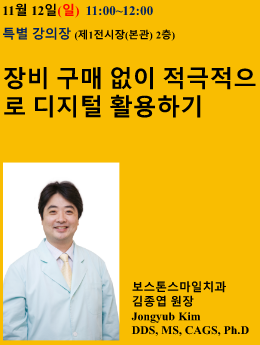 11월 12일(일) 11:00~12:00
특별 강의장 (제1전시장(본관) 2층)
장비 구매 없이 적극적으
로 디지털 활용하기
보스톤스마일치과
김종엽 원장
Jongyub Kim
DDS, MS, CAGS, Ph.D